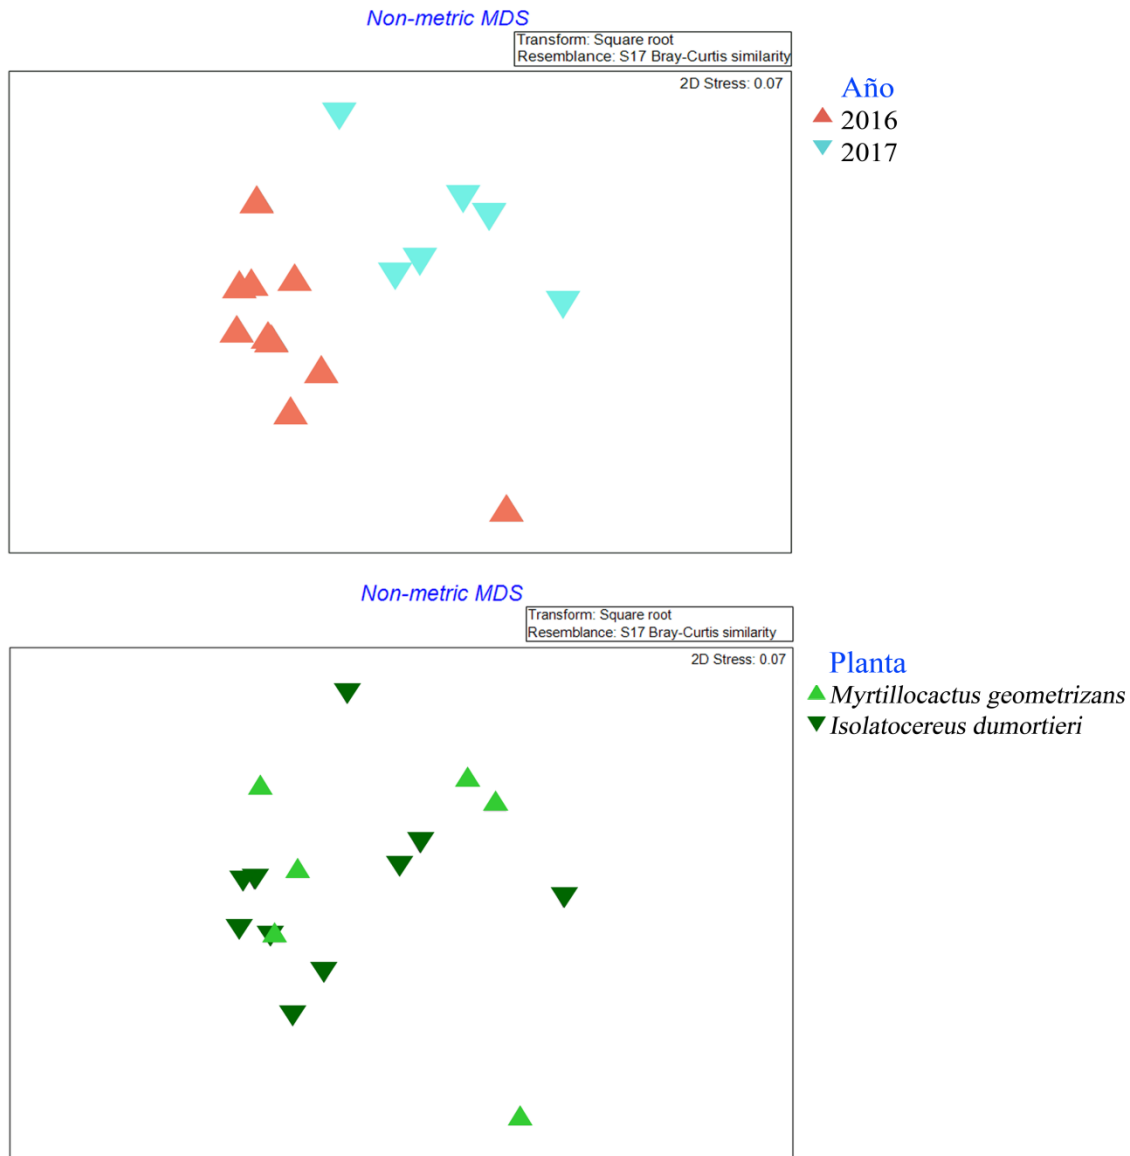 Non-metric MDS
Transform: Square root
Resemblance: S17 Bray-Curtis similarity
2D Stress: 0.07
Año
2016
2017
Non-metric MDS
Transform: Square root
Resemblance: S17 Bray-Curtis similarity
2D Stress: 0.07
Planta
Myrtillocactus geometrizans
Isolatocereus dumortieri